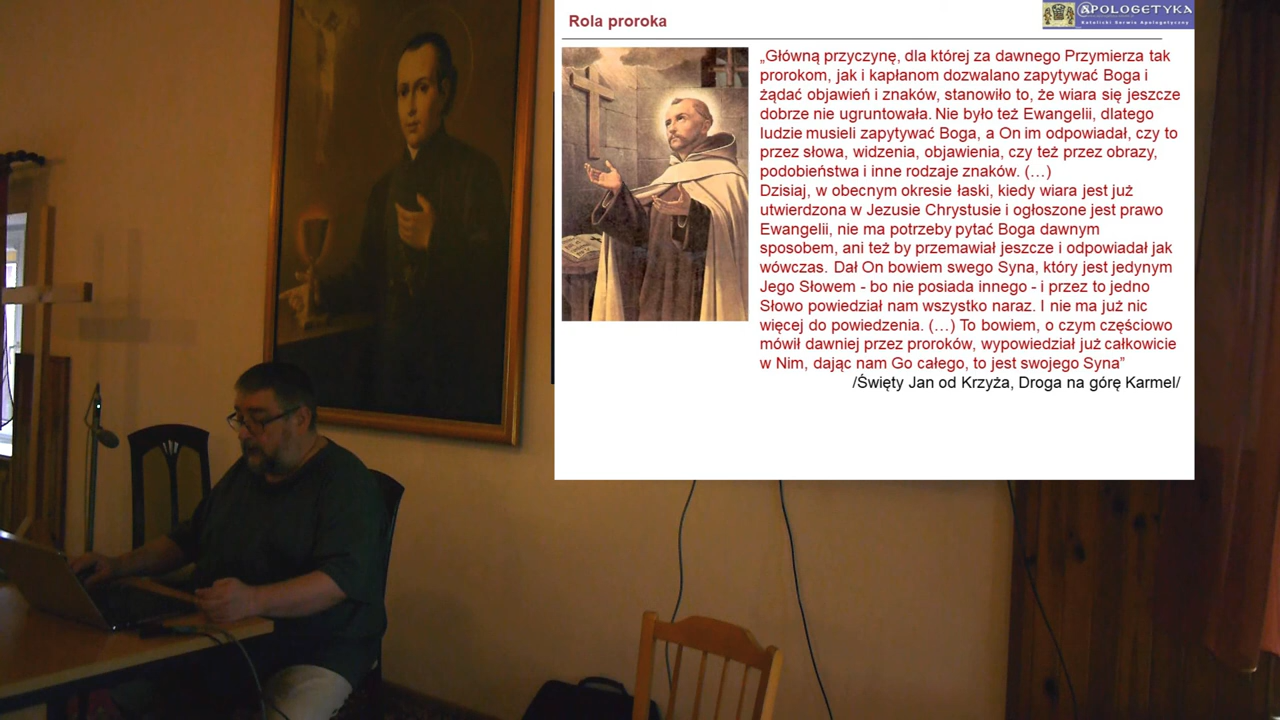 Rola proroka
APOLOGETYKA
Katolicki Serwis Apologetyczny
„Główną przyczynę, dla której za dawnego Przymierza tak
prorokom, jak i kapłanom dozwalano zapytywać Boga i
żądać objawień i znaków, stanowiło to, że wiara się jeszcze
dobrze nie ugruntowała. Nie było też Ewangelii, dlatego
ludzie musieli zapytywać Boga, a On im odpowiadał, czy to
przez słowa, widzenia, objawienia, czy też przez obrazy,
podobieństwa i inne rodzaje znaków. (…)
Dzisiaj, w obecnym okresie łaski, kiedy wiara jest już
utwierdzona w Jezusie Chrystusie i ogłoszone jest prawo
Ewangelii, nie ma potrzeby pytać Boga dawnym
sposobem, ani też by przemawiał jeszcze i odpowiadał jak
wówczas. Dał On bowiem swego Syna, który jest jedynym
Jego Słowem - bo nie posiada innego - i przez to jedno
Słowo powiedział nam wszystko naraz. I nie ma już nic
więcej do powiedzenia. (…) To bowiem, o czym częściowo
mówił dawniej przez proroków, wypowiedział już całkowicie
w Nim, dając nam Go całego, to jest swojego Syna”
/Święty Jan od Krzyża, Droga na górę Karmel/